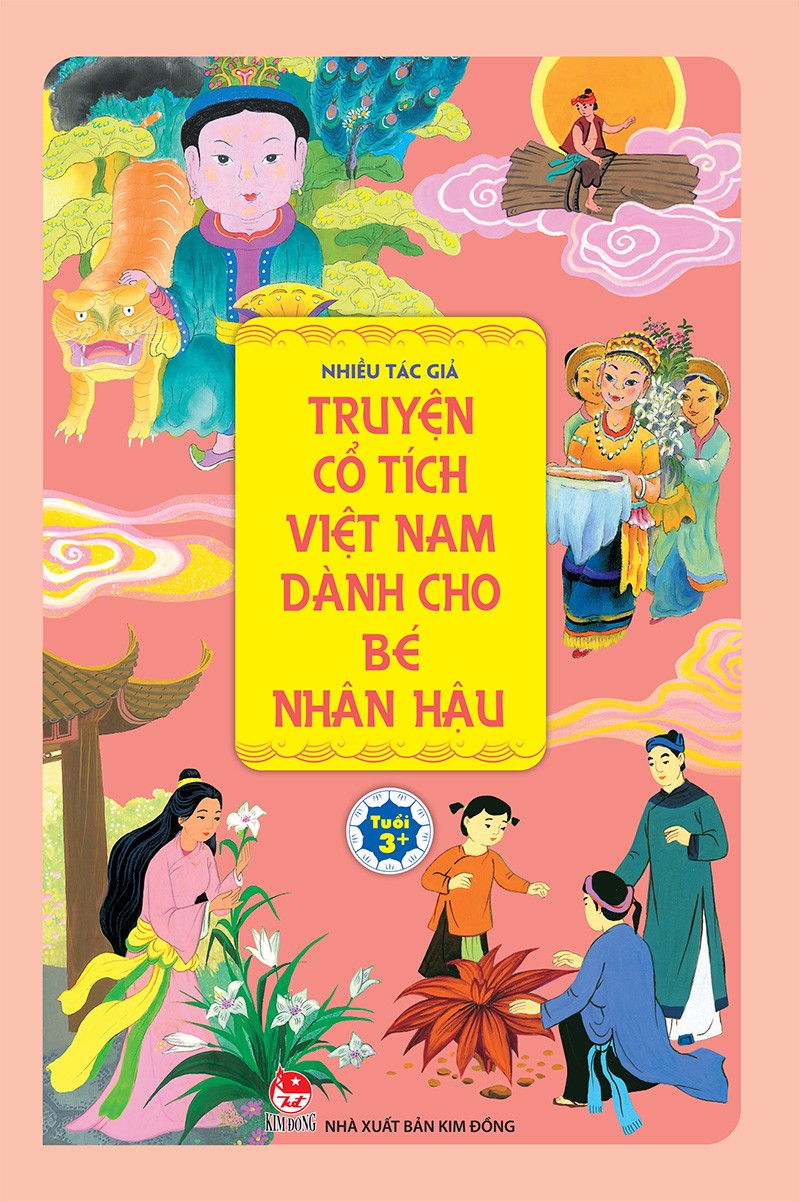 NHIỀU TÁC GIẢ
TRUYỆN
CỔ TÍCH
VIỆT NAM
DÀNH CHO
BÉ
NHÂN HẬU
Tuổi
3+
KIM ĐỒNG
NHÀ XUẤT BẢN KIM ĐỒNG